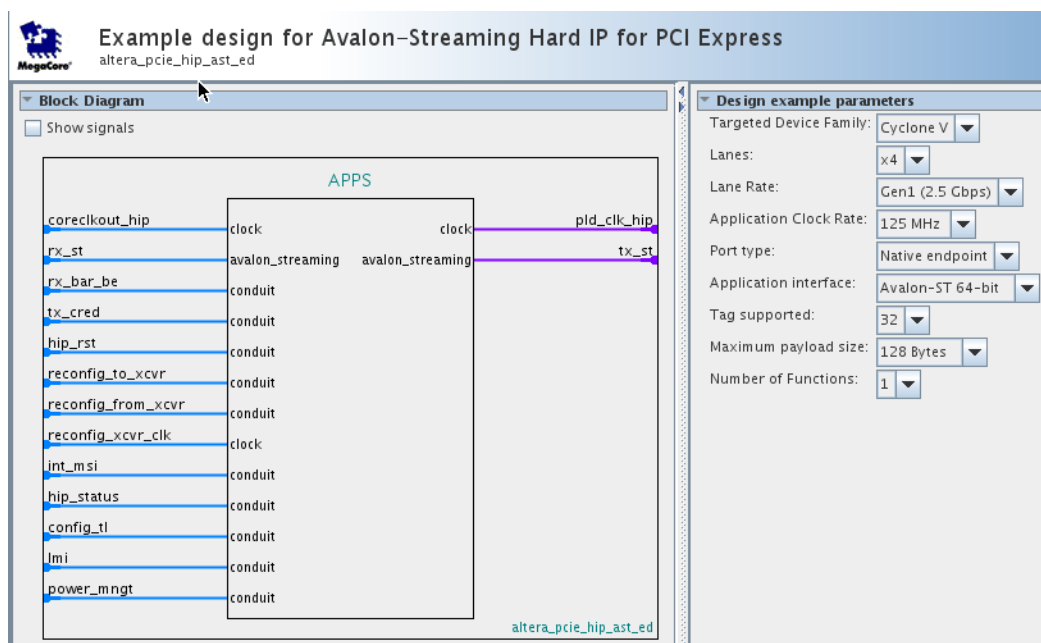 MegaCore®
Example design for Avalon-Streaming Hard IP for PCI Express
altera_pcie_hip_ast_ed
Block Diagram
Show signals
APPS
coreclkout_hip
clock
clock
pld_clk_hip
rx_st
avalon_streaming
avalon_streaming
tx_st
rx_bar_be
conduit
tx_cred
conduit
hip_rst
conduit
reconfig_to_xcvr
conduit
reconfig_from_xcvr
conduit
reconfig_xcvr_clk
clock
int_msi
conduit
hip_status
conduit
config_tl
conduit
lmi
conduit
power_mngt
conduit
altera_pcie_hip_ast_ed
Design example parameters
Targeted Device Family: Cyclone V
Lanes: x4
Lane Rate: Gen1 (2.5 Gbps)
Application Clock Rate: 125 MHz
Port type: Native endpoint
Application interface: Avalon-ST 64-bit
Tag supported: 32
Maximum payload size: 128 Bytes
Number of Functions: 1